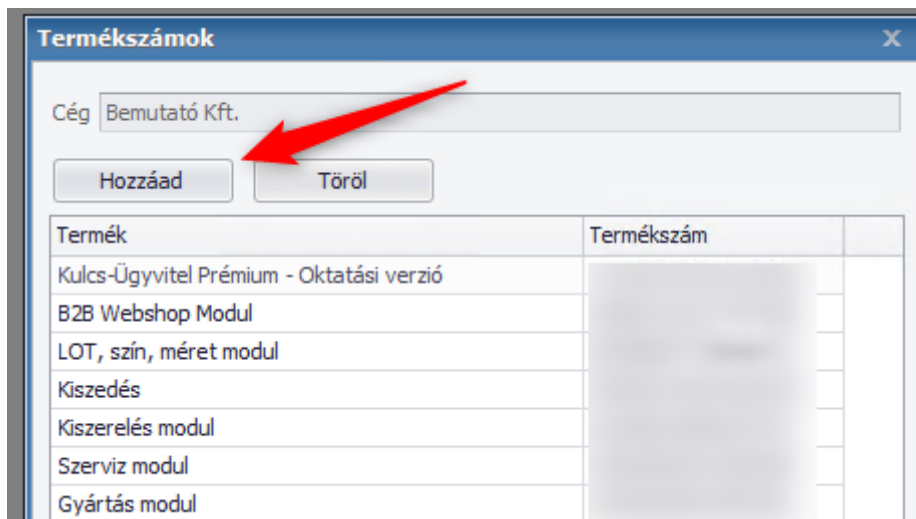 Termékszámok
Cég Bemutató Kft.
Hozzáad Töröl
Termék Termékszám
Kulcs-Ügyvitel Prémium - Oktatási verzió
B2B Webshop Modul
LOT, szín, méret modul
Kiszedés
Kiszerelés modul
Szerviz modul
Gyártás modul